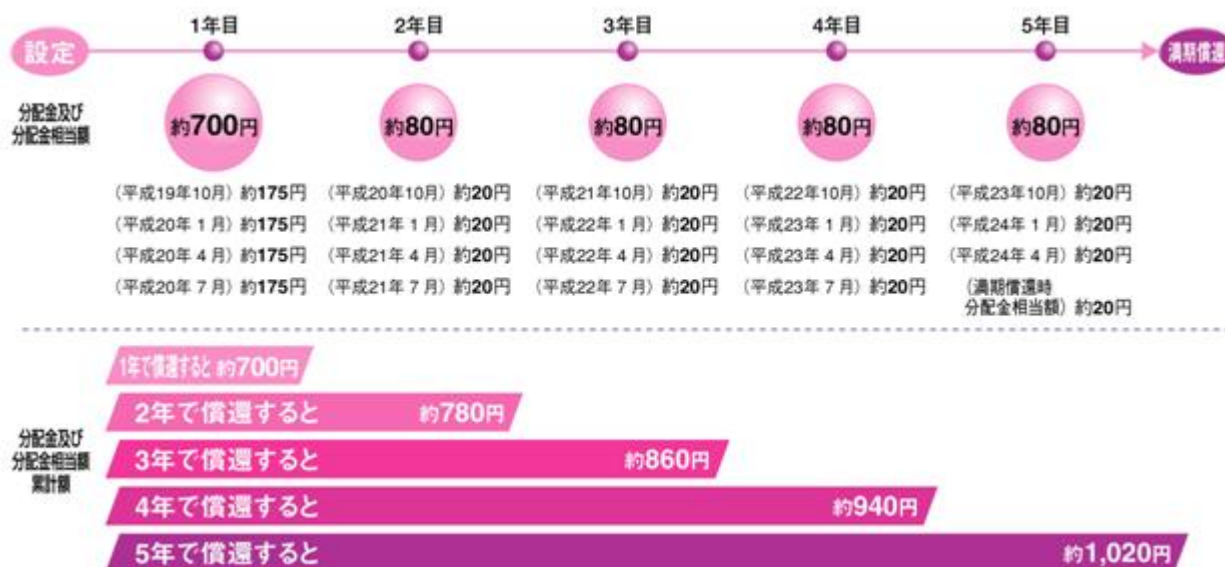 1年目 2年目 3年目 4年目 5年目
設定 満期償還
分配金及び
分配金相当額
約700円 約80円 約80円 約80円 約80円
(平成19年10月) 約175円 (平成20年10月) 約20円 (平成21年10月) 約20円 (平成22年10月) 約20円 (平成23年10月) 約20円
(平成20年 1月) 約175円 (平成21年 1月) 約20円 (平成22年 1月) 約20円 (平成23年 1月) 約20円 (平成24年 1月) 約20円
(平成20年 4月) 約175円 (平成21年 4月) 約20円 (平成22年 4月) 約20円 (平成23年 4月) 約20円 (平成24年 4月) 約20円
(平成20年 7月) 約175円 (平成21年 7月) 約20円 (平成22年 7月) 約20円 (平成23年 7月) 約20円 (満期償還時
分配金相当額) 約20円
1年で償還すると 約700円
2年で償還すると 約780円
分配金及び
分配金相当額
累計額
3年で償還すると 約860円
4年で償還すると 約940円
5年で償還すると 約1,020円